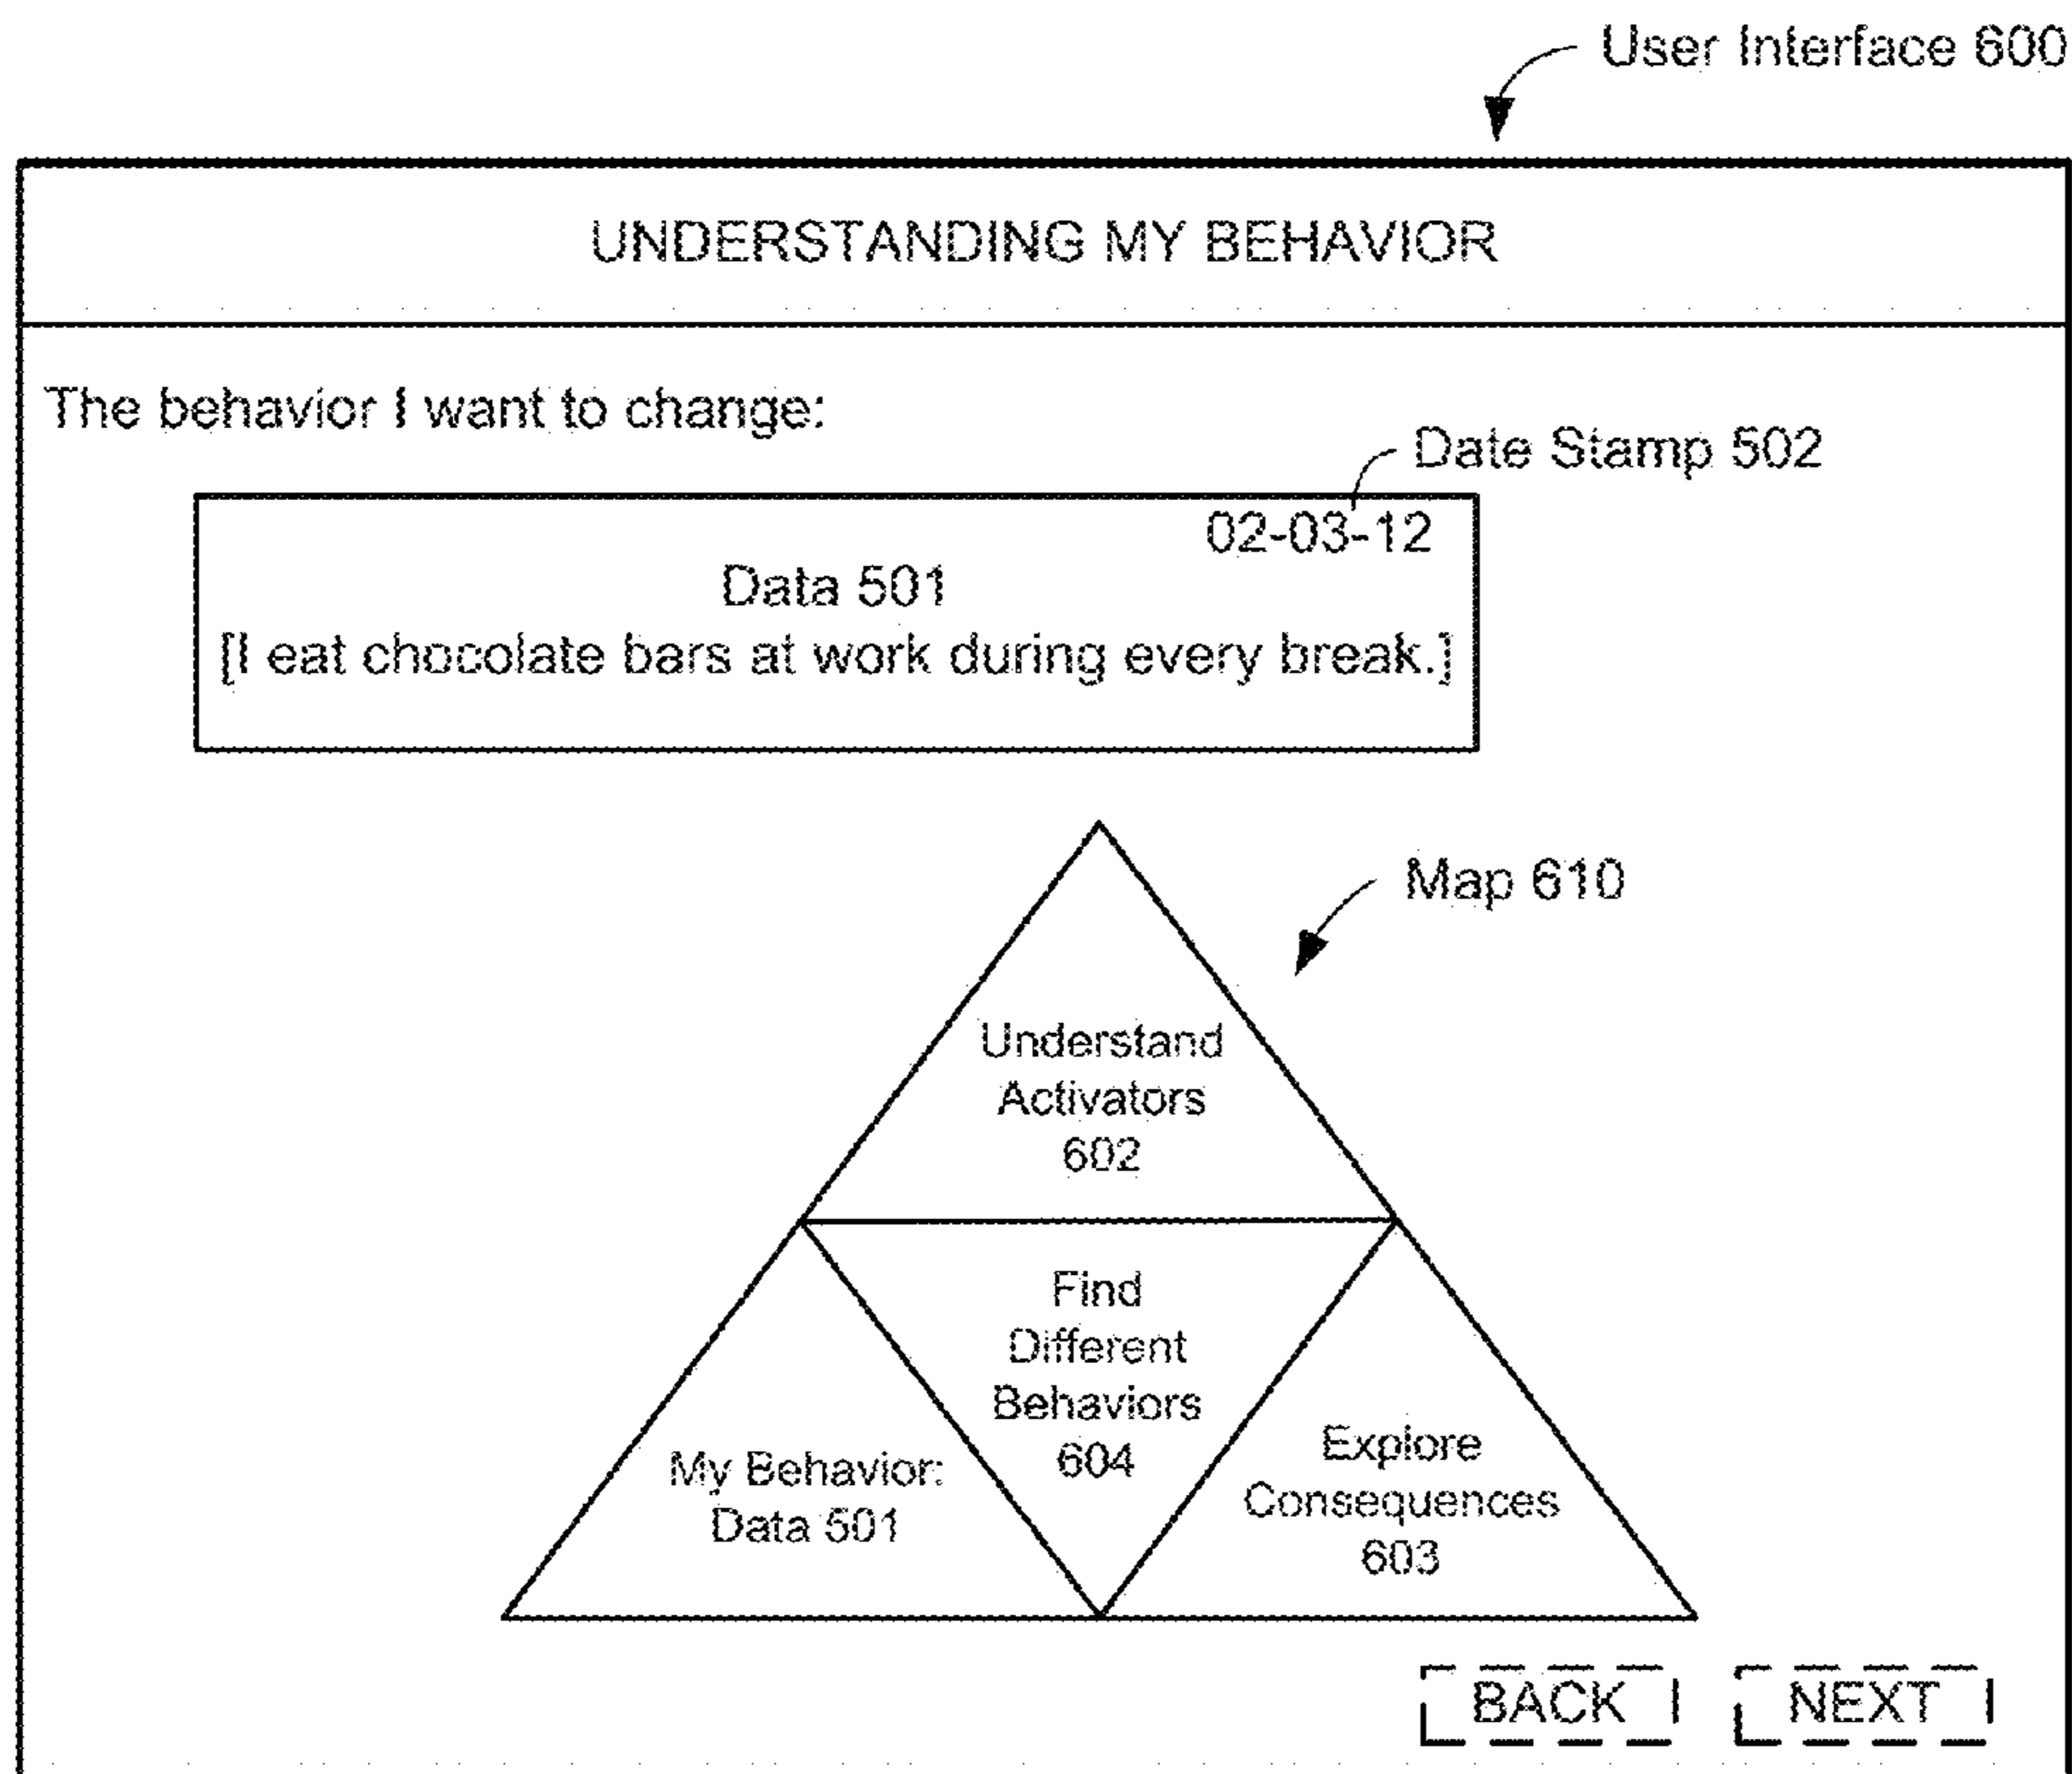 User Interface 600
UNDERSTANDING MY BEHAVIOR
The behavior I want to change:
Date Stamp 502
02-03-12
Data 501
[I eat chocolate bars at work during every break.]
Map 610
Understand
Activators
602
Find
Different
Behaviors
604
My Behavior:
Data 501
Explore
Consequences
603
BACK
NEXT